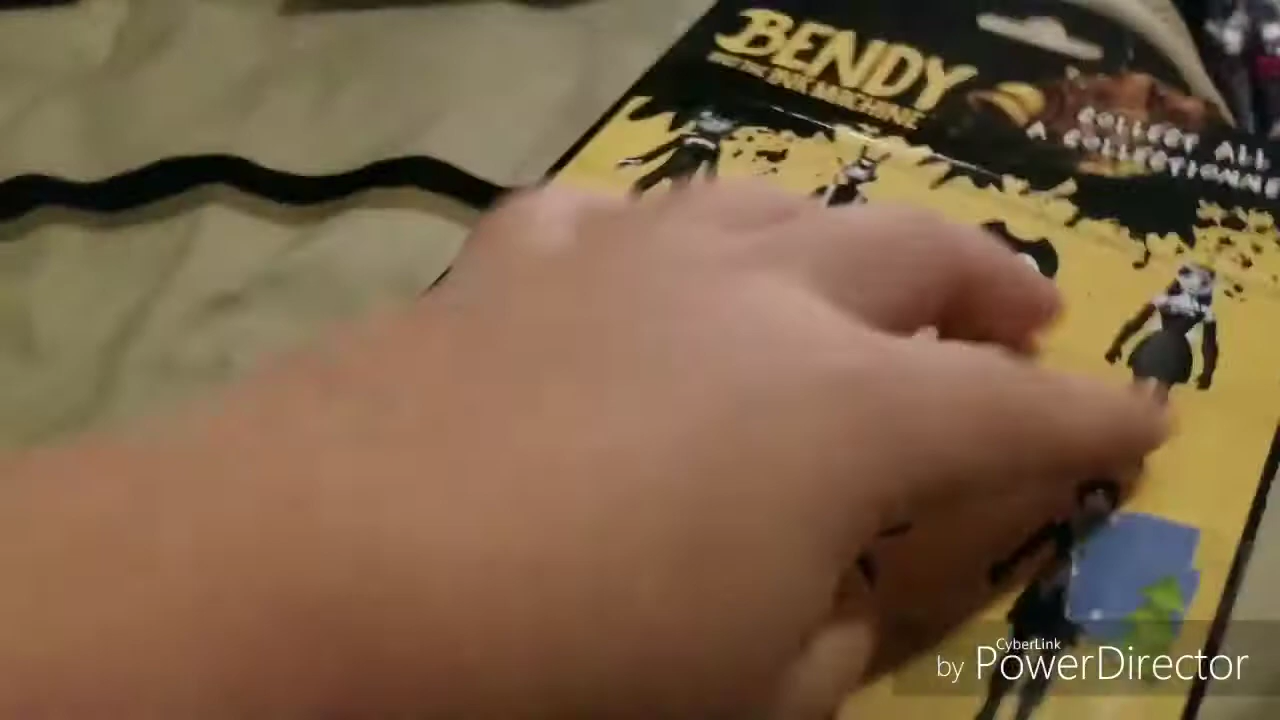 BENDY
AND THE INK MACHINE
COLLECT ALL
A COLLECTIONNE
CyberLink
by PowerDirector